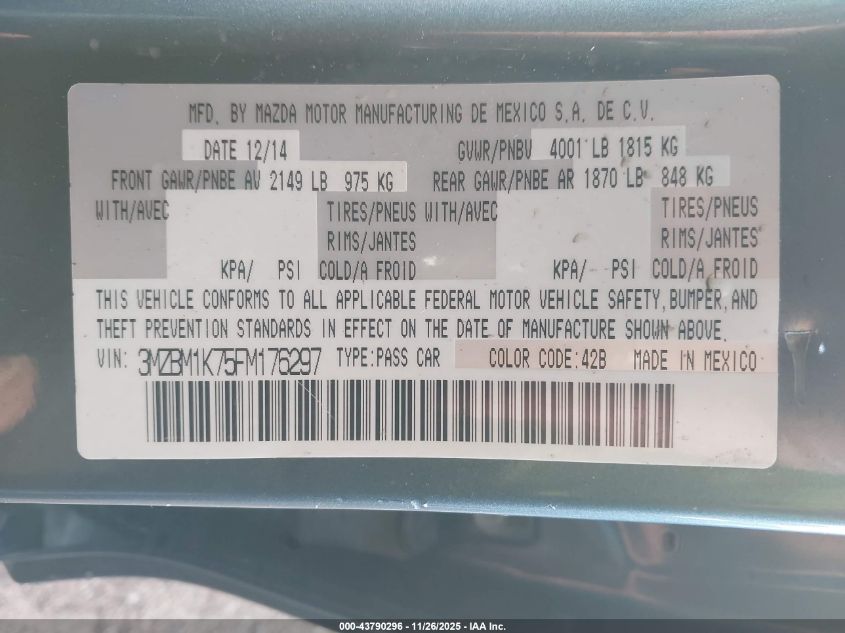 MFD. BY MAZDA MOTOR MANUFACTURING DE MEXICO S.A. DE C.V.
DATE 12/14 GVWR/PNBV 4001 LB 1815 KG
FRONT GAWR/PNBE AV 2149 LB 975 KG REAR GAWR/PNBE AR 1870 LB 848 KG
WITH/AVEC TIRES/PNEUS WITH/AVEC TIRES/PNEUS
RIMS/JANTES RIMS/JANTES
KPA/ PSI COLD/A FROID KPA/ PSI COLD/A FROID
THIS VEHICLE CONFORMS TO ALL APPLICABLE FEDERAL MOTOR VEHICLE SAFETY, BUMPER, AND
THEFT PREVENTION STANDARDS IN EFFECT ON THE DATE OF MANUFACTURE SHOWN ABOVE.
VIN: 3MZBM1K75FM176297 TYPE:PASS CAR COLOR CODE:42B MADE IN MEXICO
000-43790296 - 11/26/2025 - IAA Inc.